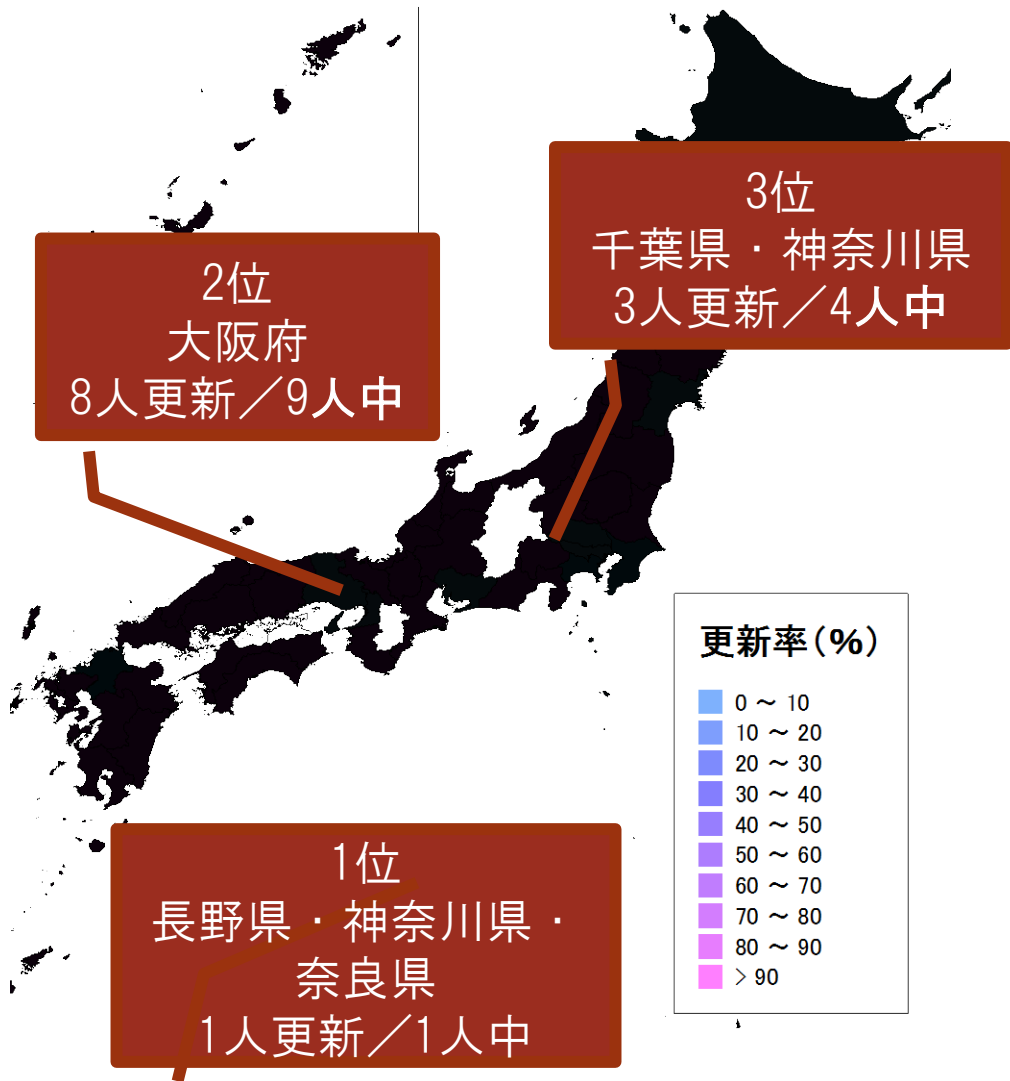 3位
千葉県・神奈川県
3人更新／4人中
2位
大阪府
8人更新／9人中
更新率(%)
0 ～ 10
10 ～ 20
20 ～ 30
30 ～ 40
40 ～ 50
50 ～ 60
60 ～ 70
70 ～ 80
80 ～ 90
> 90
1位
長野県・神奈川県・
奈良県
1人更新／1人中